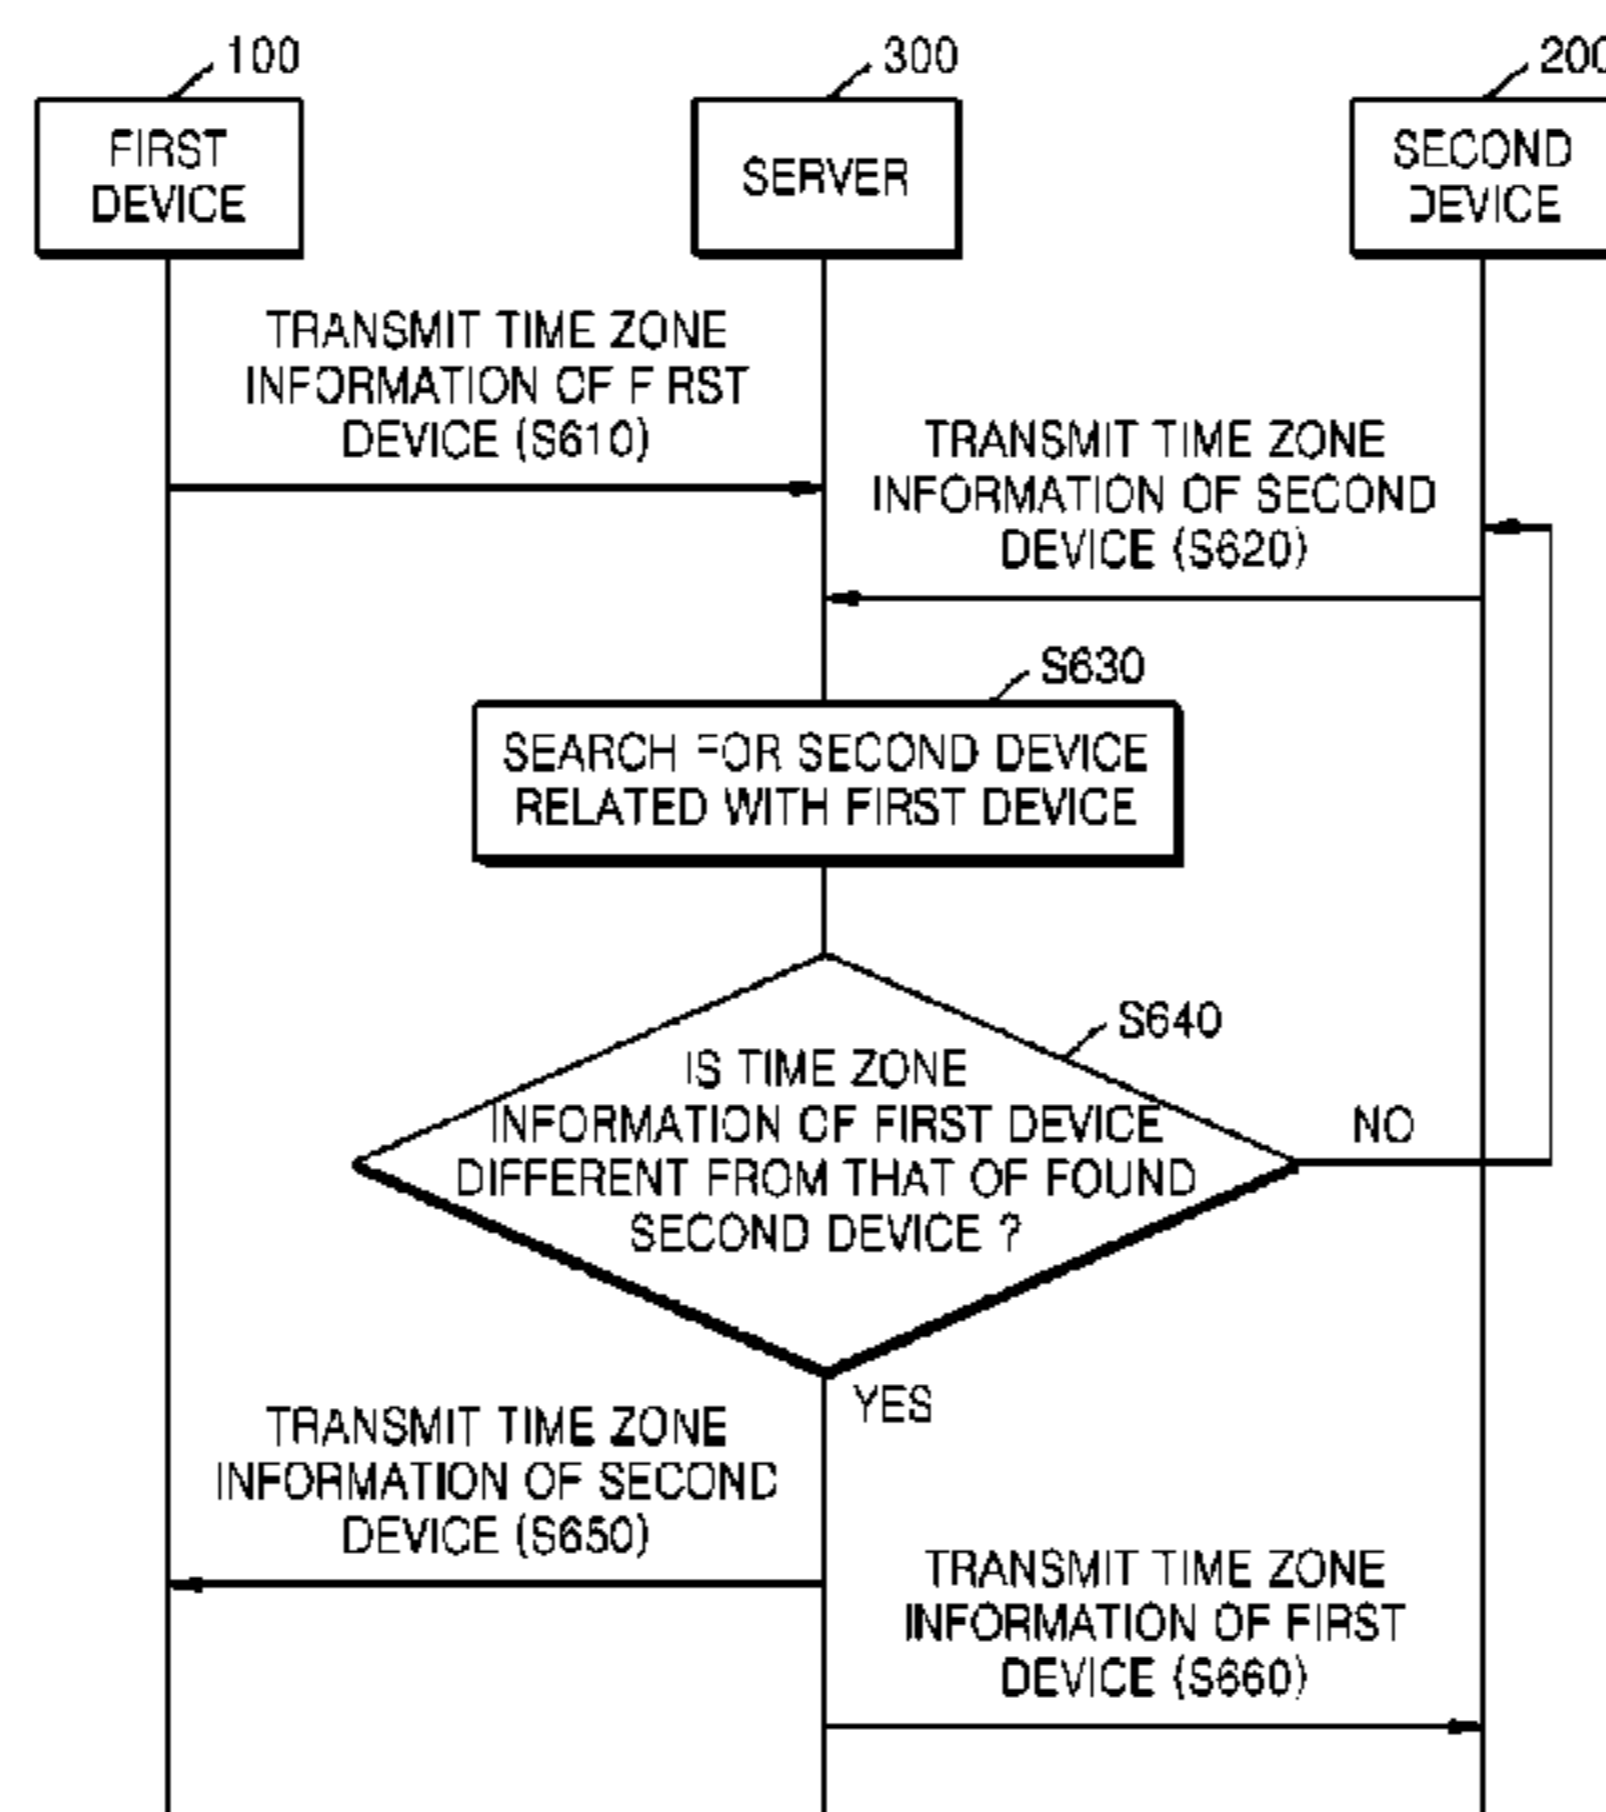 100
300
200
FIRST
DEVICE
SERVER
SECOND
DEVICE
TRANSMIT TIME ZONE
INFORMATION OF FIRST
DEVICE (S610)
TRANSMIT TIME ZONE
INFORMATION OF SECOND
DEVICE (S620)
S630
SEARCH FOR SECOND DEVICE
RELATED WITH FIRST DEVICE
S640
IS TIME ZONE
INFORMATION OF FIRST DEVICE
DIFFERENT FROM THAT OF FOUND
SECOND DEVICE ?
NO
YES
TRANSMIT TIME ZONE
INFORMATION OF SECOND
DEVICE (S650)
TRANSMIT TIME ZONE
INFORMATION OF FIRST
DEVICE (S660)